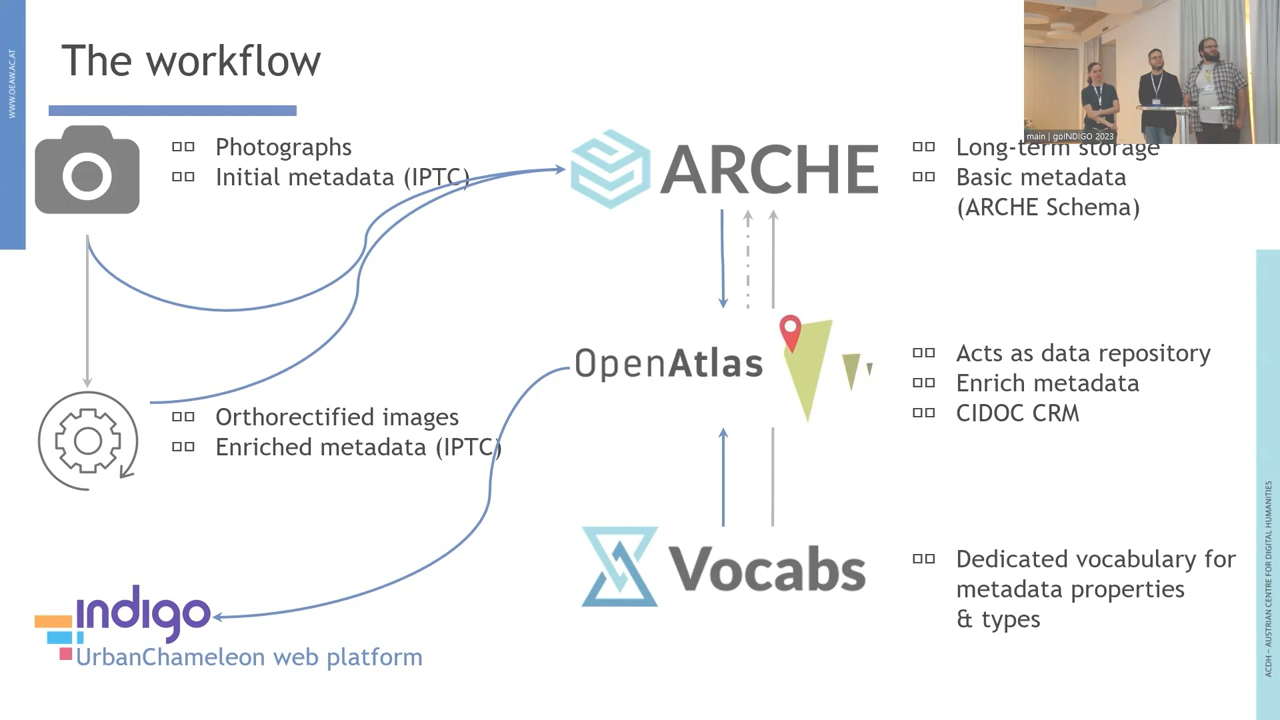 WWW.OEAW.AC.AT
The workflow
main | goINDIGO 2023
Photographs
Initial metadata (IPTC)
ARCHE
Long-term storage
Basic metadata
(ARCHE Schema)
OpenAtlas
Acts as data repository
Enrich metadata
CIDOC CRM
Orthorectified images
Enriched metadata (IPTC)
Vocabs
Dedicated vocabulary for
metadata properties
& types
indigo
UrbanChameleon web platform
ACDH – AUSTRIAN CENTRE FOR DIGITAL HUMANITIES